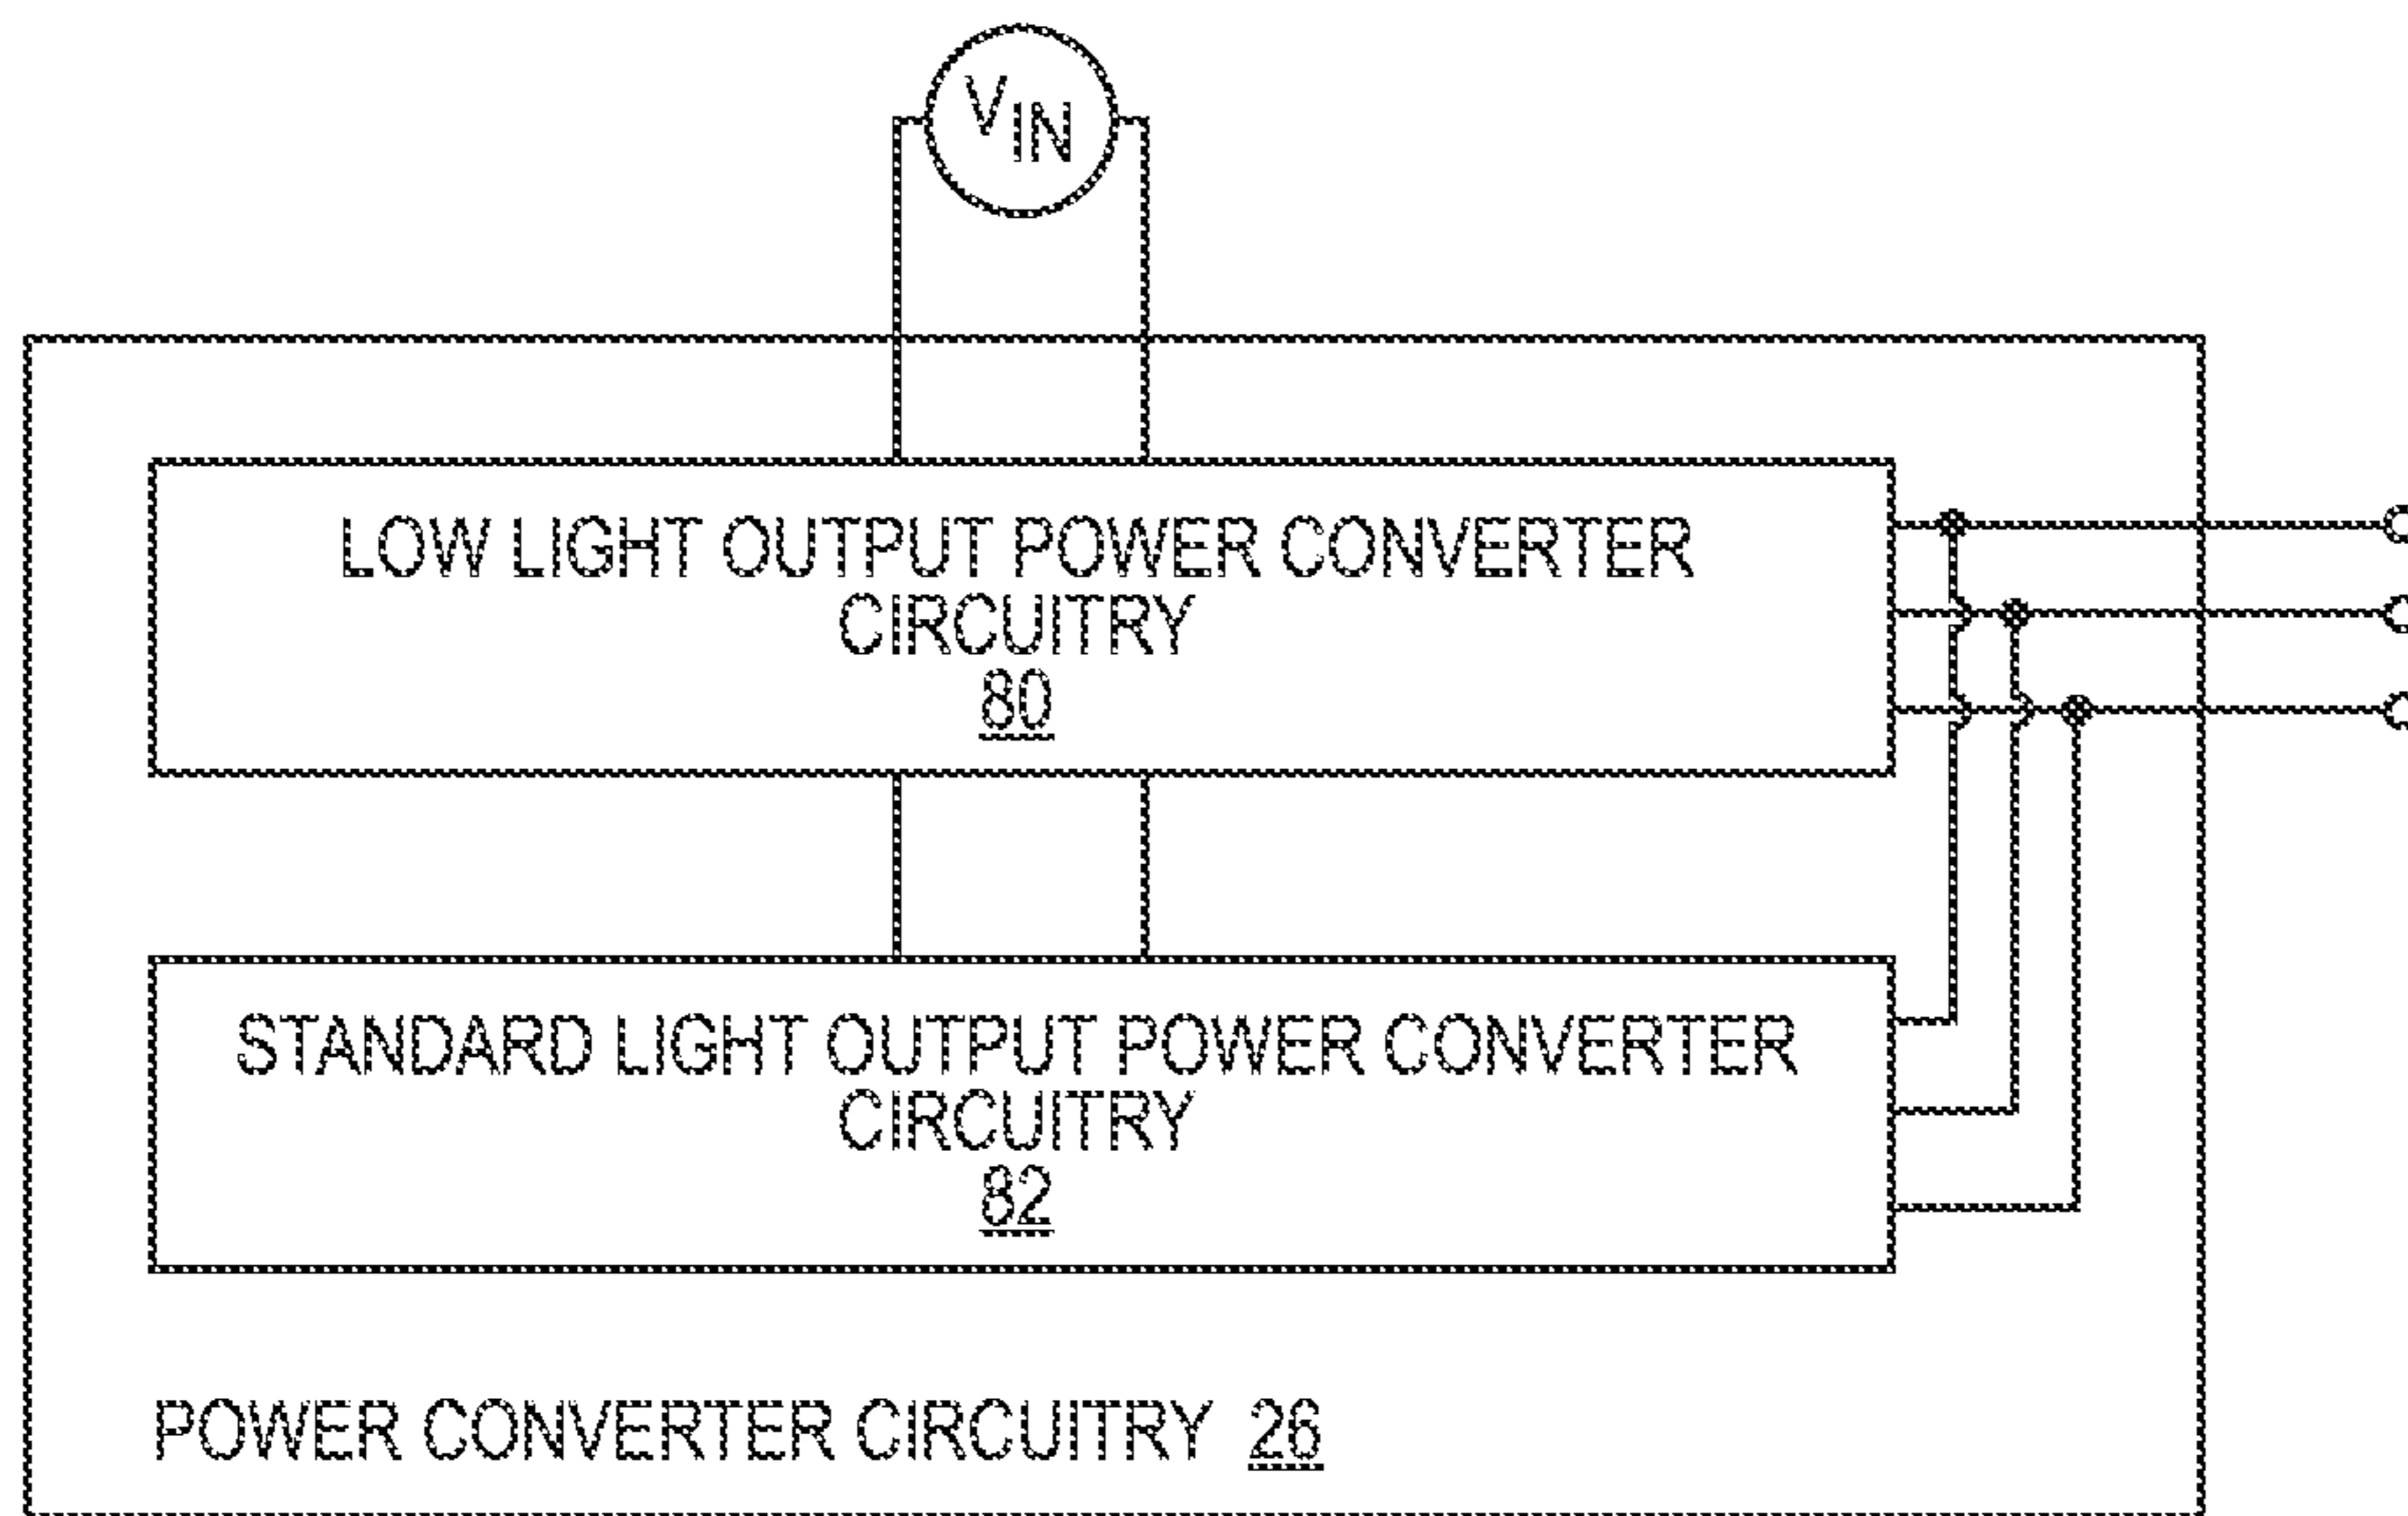 VIN
LOW LIGHT OUTPUT POWER CONVERTER
CIRCUITRY
80
STANDARD LIGHT OUTPUT POWER CONVERTER
CIRCUITRY
82
POWER CONVERTER CIRCUITRY 26